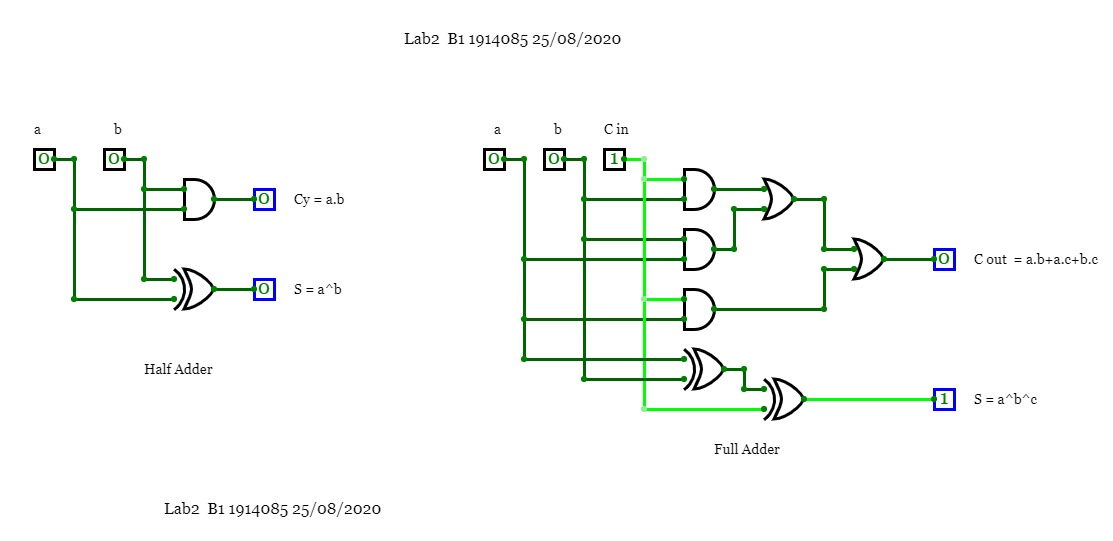 Lab2 B1 1914085 25/08/2020
a b
0 0
0 Cy = a.b
0 S = a^b
Half Adder
a b C in
0 0 1
0 C out = a.b+a.c+b.c
1 S = a^b^c
Full Adder
Lab2 B1 1914085 25/08/2020